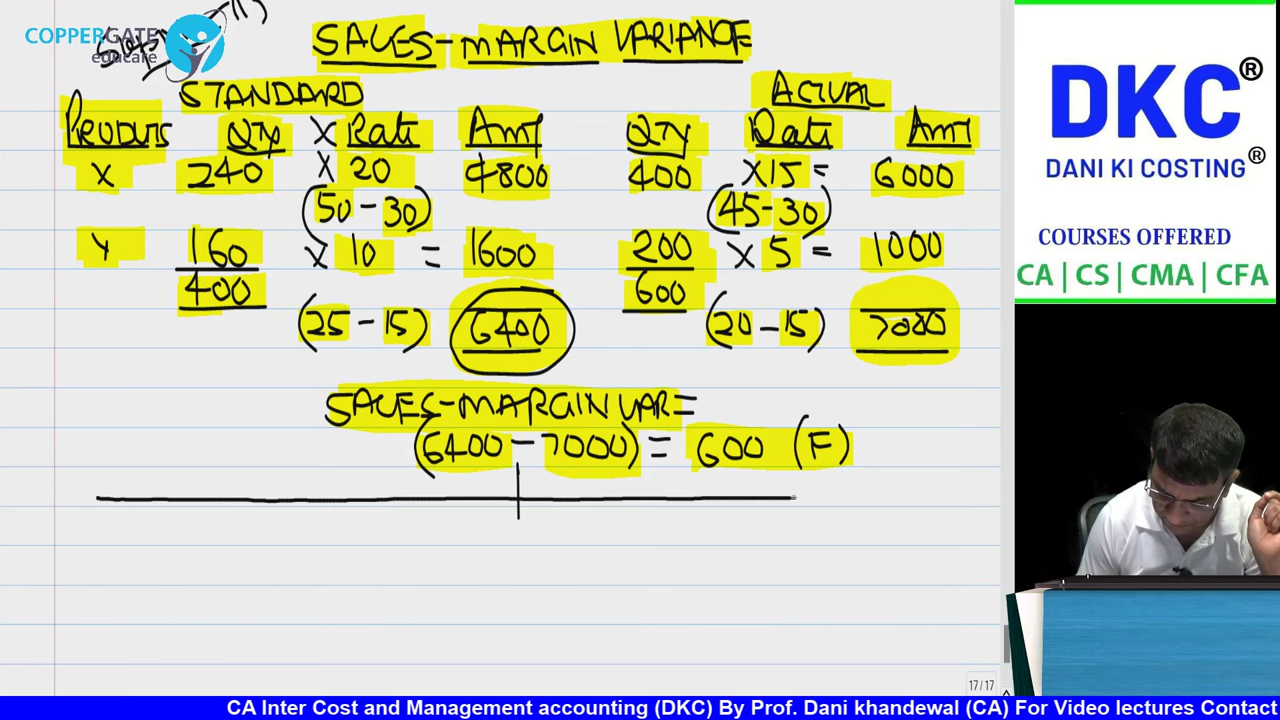 COPPERGATE
educate
SALES-MARGIN VARIANCE
STANDARD ACTUAL
Products Qty X Rate Amt Qty Rate Amt
X 240 X 20 4800 400 X15= 6000
(50-30) (45-30)
Y 160 X 10 = 1600 200 X 5 = 1000
400 600
(25-15) 6400 (20-15) 7000
SALES-MARGIN VAR=
(6400-7000) = 600 (F)
17/17
DKC®
DANI KI COSTING®
COURSES OFFERED
CA | CS | CMA | CFA
CA Inter Cost and Management accounting (DKC) By Prof. Dani khandewal (CA) For Video lectures Contact